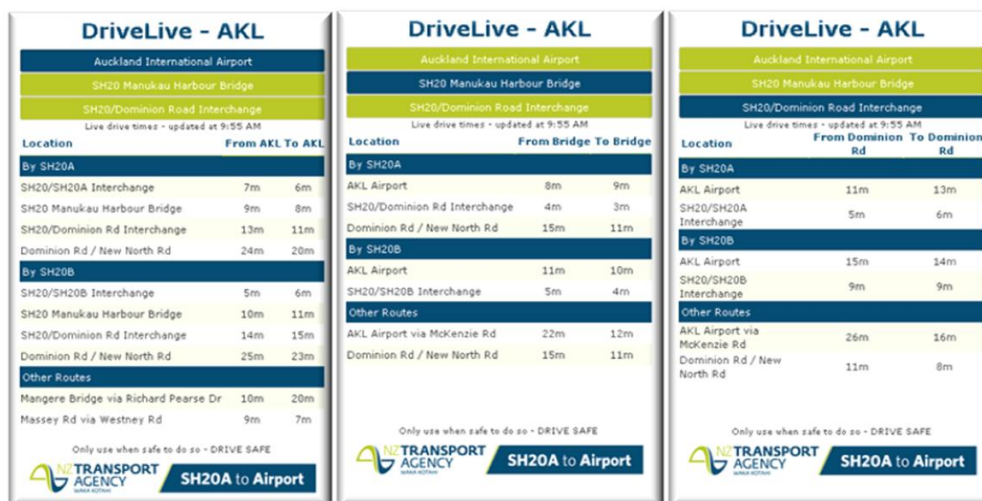 DriveLive - AKL
Auckland International Airport
SH20 Manukau Harbour Bridge
SH20/Dominion Road Interchange
Live drive times - updated at 9:55 AM
Location From AKL To AKL
By SH20A
SH20/SH20A Interchange 7m 6m
SH20 Manukau Harbour Bridge 9m 8m
SH20/Dominion Rd Interchange 13m 11m
Dominion Rd / New North Rd 24m 20m
By SH20B
SH20/SH20B Interchange 5m 6m
SH20 Manukau Harbour Bridge 10m 11m
SH20/Dominion Rd Interchange 14m 15m
Dominion Rd / New North Rd 25m 23m
Other Routes
Mangere Bridge via Richard Pearse Dr 10m 20m
Massey Rd via Westney Rd 9m 7m
Only use when safe to do so - DRIVE SAFE
NZ TRANSPORT
AGENCY
WAKA KOTAHI
SH20A to Airport
DriveLive - AKL
Auckland International Airport
SH20 Manukau Harbour Bridge
SH20/Dominion Road Interchange
Live drive times - updated at 9:55 AM
Location From Bridge To Bridge
By SH20A
AKL Airport 8m 9m
SH20/Dominion Rd Interchange 4m 3m
Dominion Rd / New North Rd 15m 11m
By SH20B
AKL Airport 11m 10m
SH20/SH20B Interchange 5m 4m
Other Routes
AKL Airport via McKenzie Rd 22m 12m
Dominion Rd / New North Rd 15m 11m
Only use when safe to do so - DRIVE SAFE
NZ TRANSPORT
AGENCY
WAKA KOTAHI
SH20A to Airport
DriveLive - AKL
Auckland International Airport
SH20 Manukau Harbour Bridge
SH20/Dominion Road Interchange
Live drive times - updated at 9:55 AM
Location From Dominion Rd To Dominion Rd
By SH20A
AKL Airport 11m 13m
SH20/SH20A
Interchange 5m 6m
By SH20B
AKL Airport 15m 14m
SH20/SH20B
Interchange 9m 9m
Other Routes
AKL Airport via
McKenzie Rd 26m 16m
Dominion Rd / New
North Rd 11m 8m
Only use when safe to do so - DRIVE SAFE
NZ TRANSPORT
AGENCY
WAKA KOTAHI
SH20A to Airport